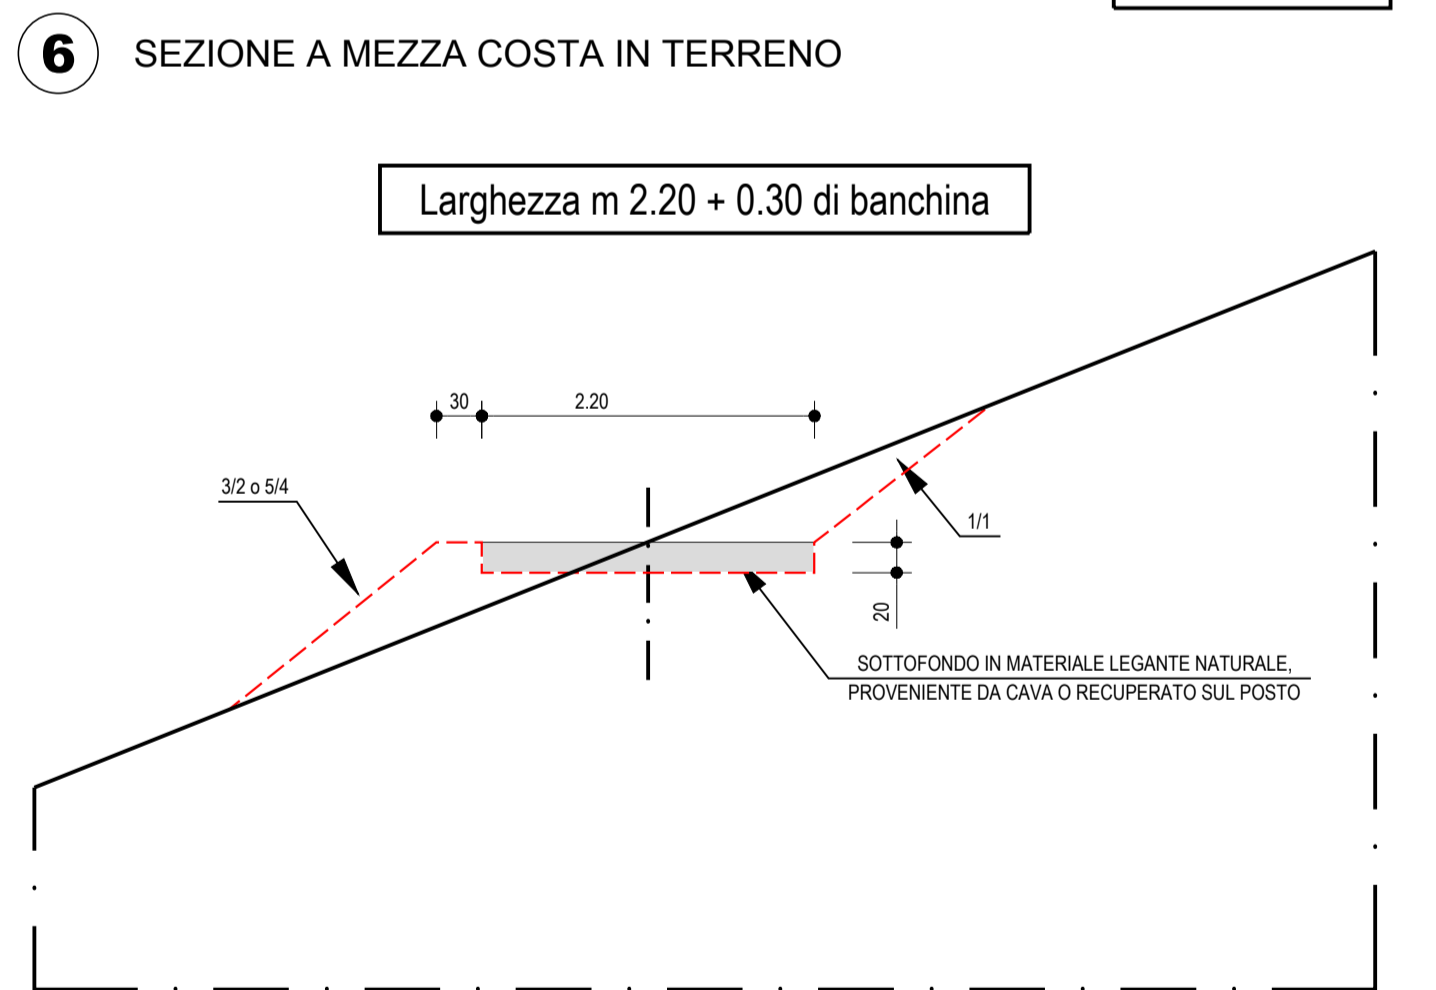 6 SEZIONE A MEZZA COSTA IN TERRENO
Larghezza m 2.20 + 0.30 di banchina
30 2.20
3/2 o 5/4
1/1
20
SOTTOFONDO IN MATERIALE LEGANTE NATURALE,
PROVENIENTE DA CAVA O RECUPERATO SUL POSTO